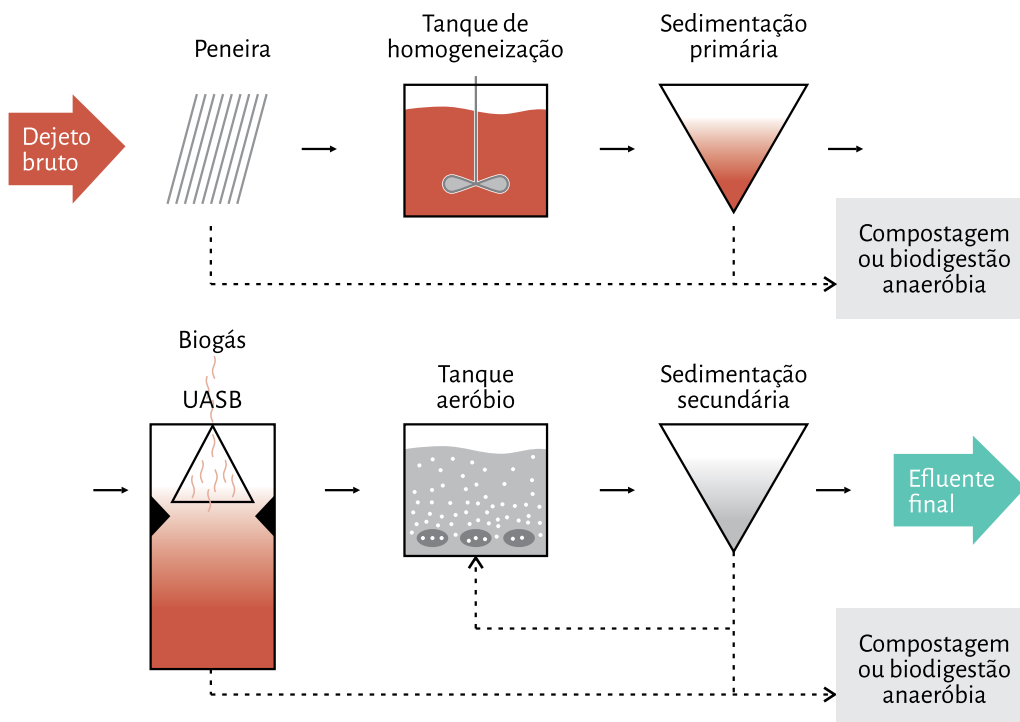 Peneira
Tanque de
homogeneização
Sedimentação
primária
Dejeto
bruto
Compostagem
ou biodigestão
anaeróbia
Biogás
UASB
Tanque
aeróbio
Sedimentação
secundária
Efluente
final
Compostagem
ou biodigestão
anaeróbia